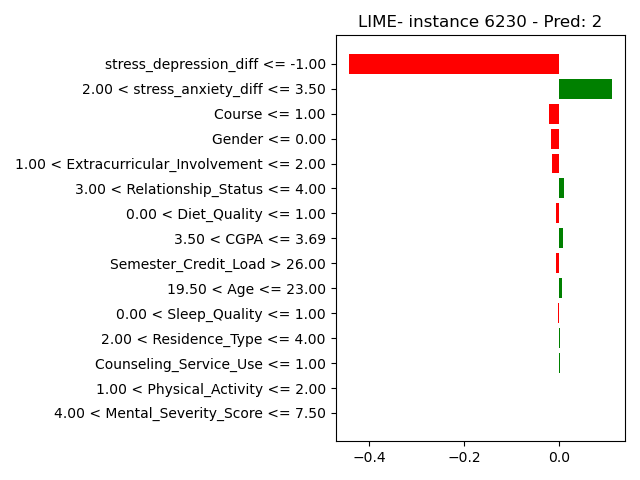 LIME- instance 6230 - Pred: 2
stress_depression_diff <= -1.00
2.00 < stress_anxiety_diff <= 3.50
Course <= 1.00
Gender <= 0.00
1.00 < Extracurricular_Involvement <= 2.00
3.00 < Relationship_Status <= 4.00
0.00 < Diet_Quality <= 1.00
3.50 < CGPA <= 3.69
Semester_Credit_Load > 26.00
19.50 < Age <= 23.00
0.00 < Sleep_Quality <= 1.00
2.00 < Residence_Type <= 4.00
Counseling_Service_Use <= 1.00
1.00 < Physical_Activity <= 2.00
4.00 < Mental_Severity_Score <= 7.50
−0.4 −0.2 0.0